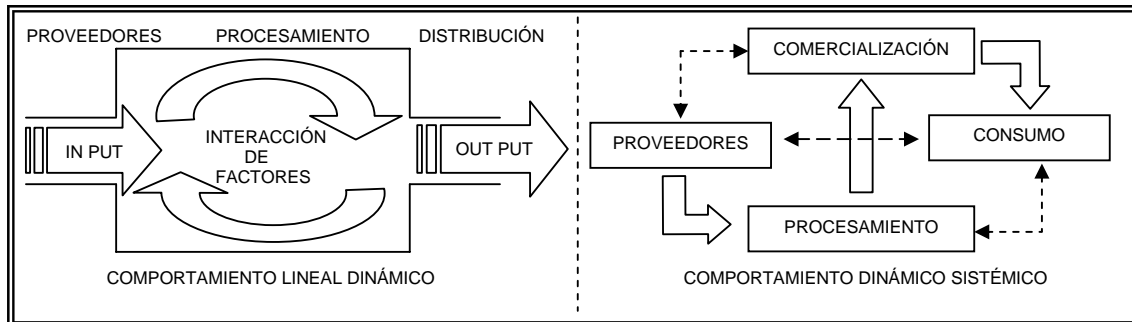 PROVEEDORES
PROCESAMIENTO
DISTRIBUCIÓN
IN PUT
INTERACCIÓN
DE
FACTORES
OUT PUT
COMPORTAMIENTO LINEAL DINÁMICO
COMERCIALIZACIÓN
PROVEEDORES
CONSUMO
PROCESAMIENTO
COMPORTAMIENTO DINÁMICO SISTÉMICO